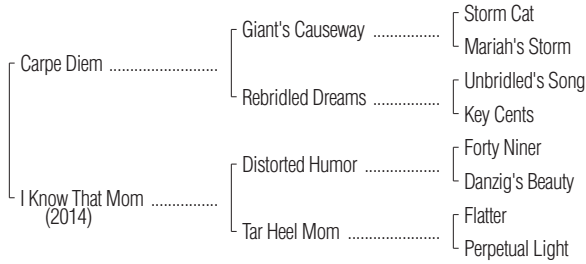 Storm Cat
Giant's Causeway
Mariah's Storm
Carpe Diem
Unbridled's Song
Rebridled Dreams
Key Cents
Forty Niner
Distorted Humor
Danzig's Beauty
I Know That Mom
(2014)
Flatter
Tar Heel Mom
Perpetual Light